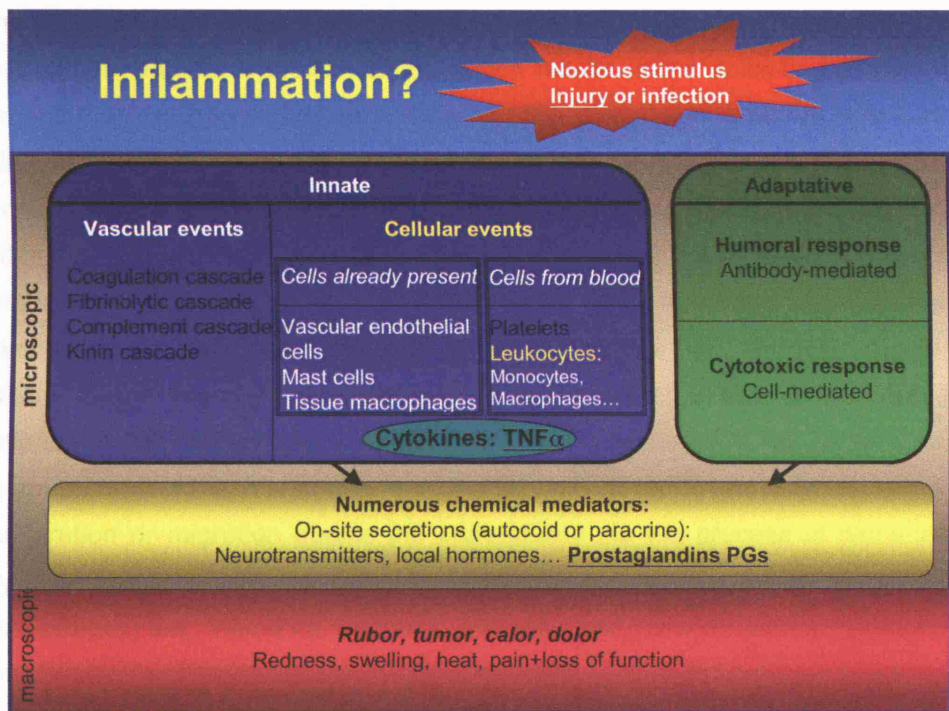 Inflammation?
Noxious stimulus
Injury or infection
microscopic
Innate
Vascular events
Coagulation cascade
Fibrinolytic cascade
Complement cascade
Kinin cascade
Cellular events
Cells already present
Vascular endothelial
cells
Mast cells
Tissue macrophages
Cells from blood
Platelets
Leukocytes:
Monocytes,
Macrophages…
Cytokines: TNFα
Adaptative
Humoral response
Antibody-mediated
Cytotoxic response
Cell-mediated
Numerous chemical mediators:
On-site secretions (autocoid or paracrine):
Neurotransmitters, local hormones… Prostaglandins PGs
macroscopic
Rubor, tumor, calor, dolor
Redness, swelling, heat, pain+loss of function